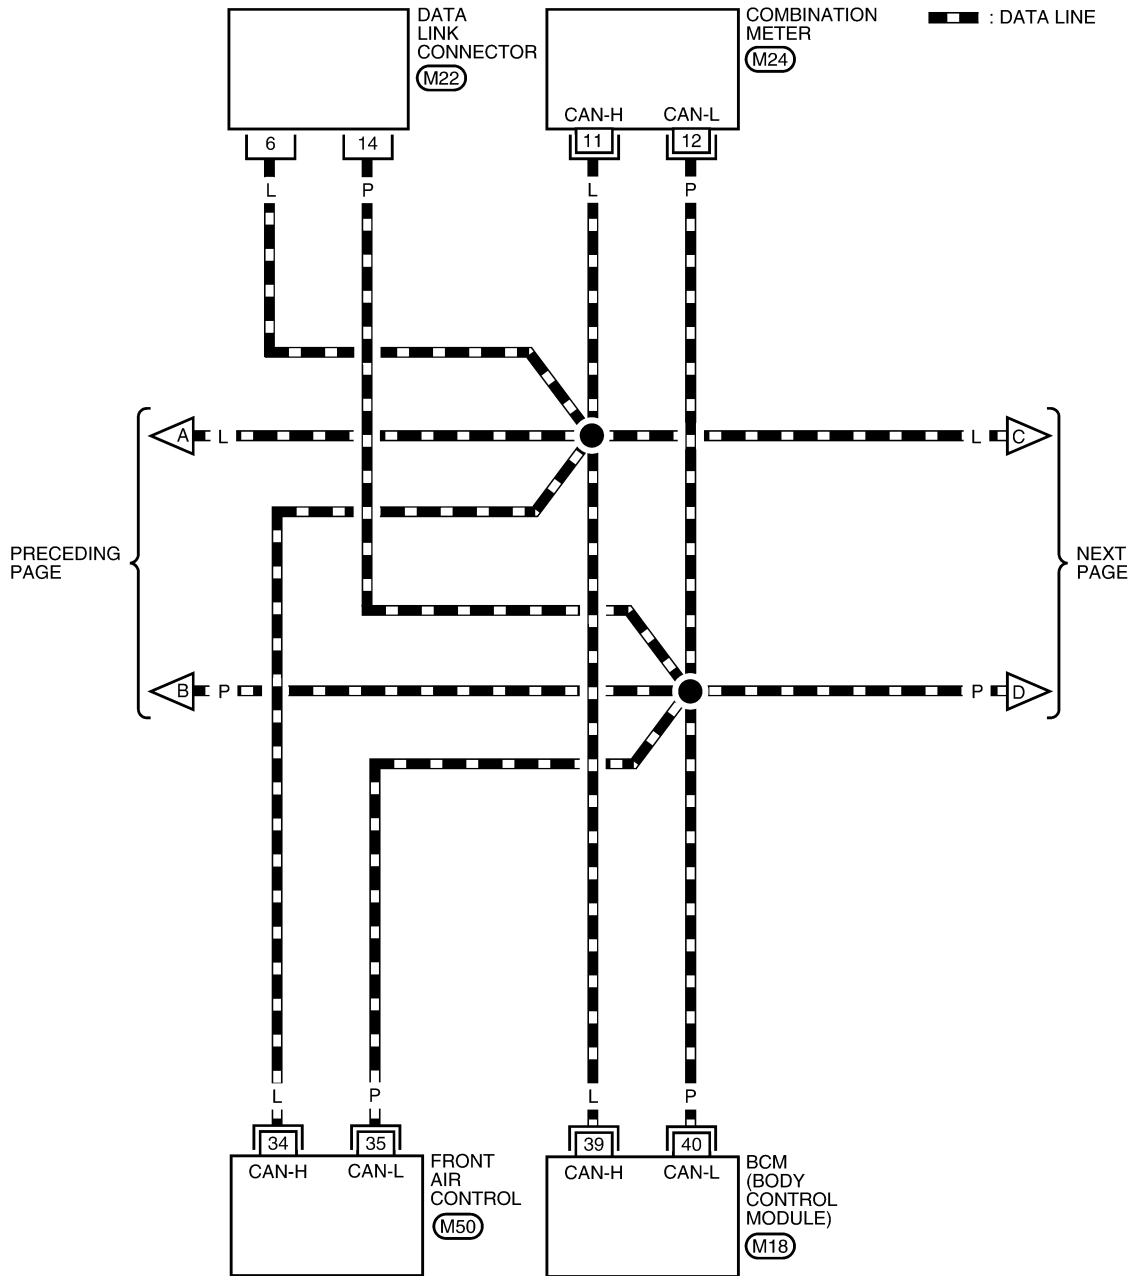 DATA
LINK
CONNECTOR
M22
COMBINATION
METER
M24
: DATA LINE
CAN-H
CAN-L
6
14
11
12
L
P
L
P
A
L
L
C
PRECEDING
PAGE
NEXT
PAGE
B
P
P
D
L
P
L
P
34
35
39
40
CAN-H
CAN-L
FRONT
AIR
CONTROL
M50
CAN-H
CAN-L
BCM
(BODY
CONTROL
MODULE)
M18